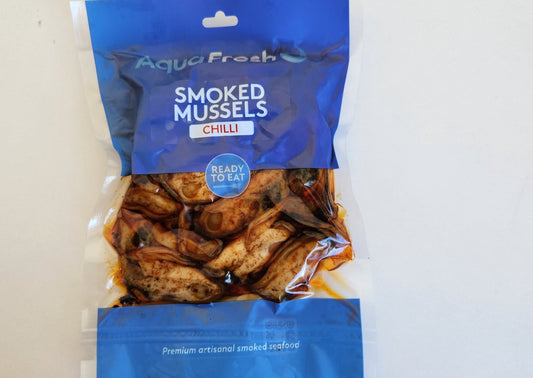 AquaFresh
SMOKED
MUSSELS
CHILLI
READY
TO EAT
Premium artisanal smoked seafood